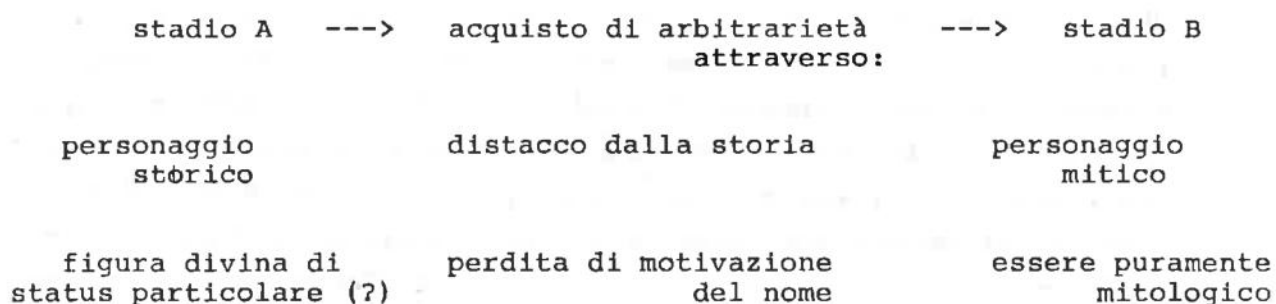 stadio A ---> acquisto di arbitrarietà ---> stadio B
attraverso:
personaggio distacco dalla storia personaggio
storico mitico
figura divina di perdita di motivazione essere puramente
status particolare (?) del nome mitologico